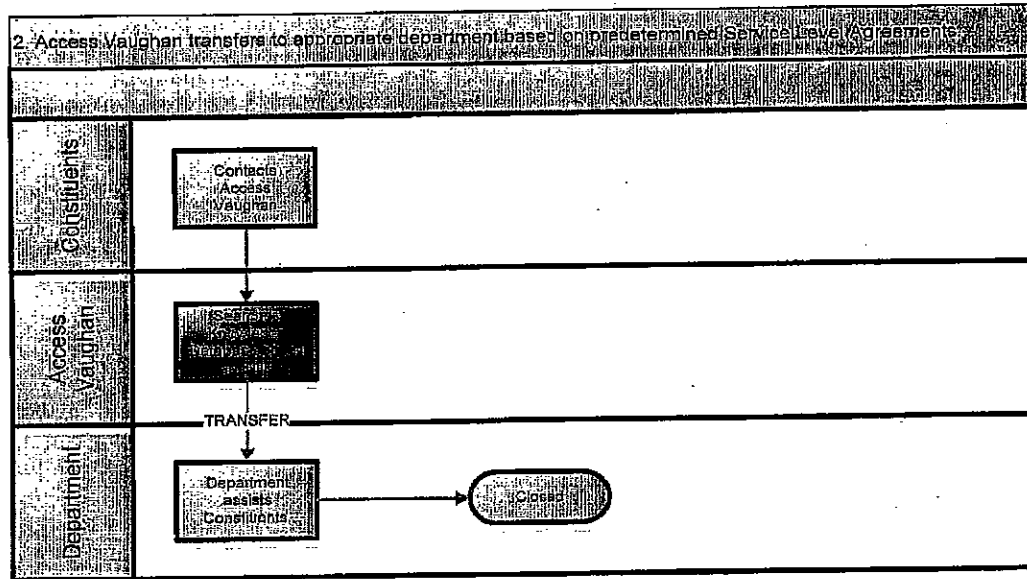 2. Access Vaughan transfers to appropriate department based on predetermined Service Level Agreements
Constituents
Contacts
Access
Vaughan
Access
Vaughan
Search
TRANSFER
Department
Department
assists
Constituents
Closed